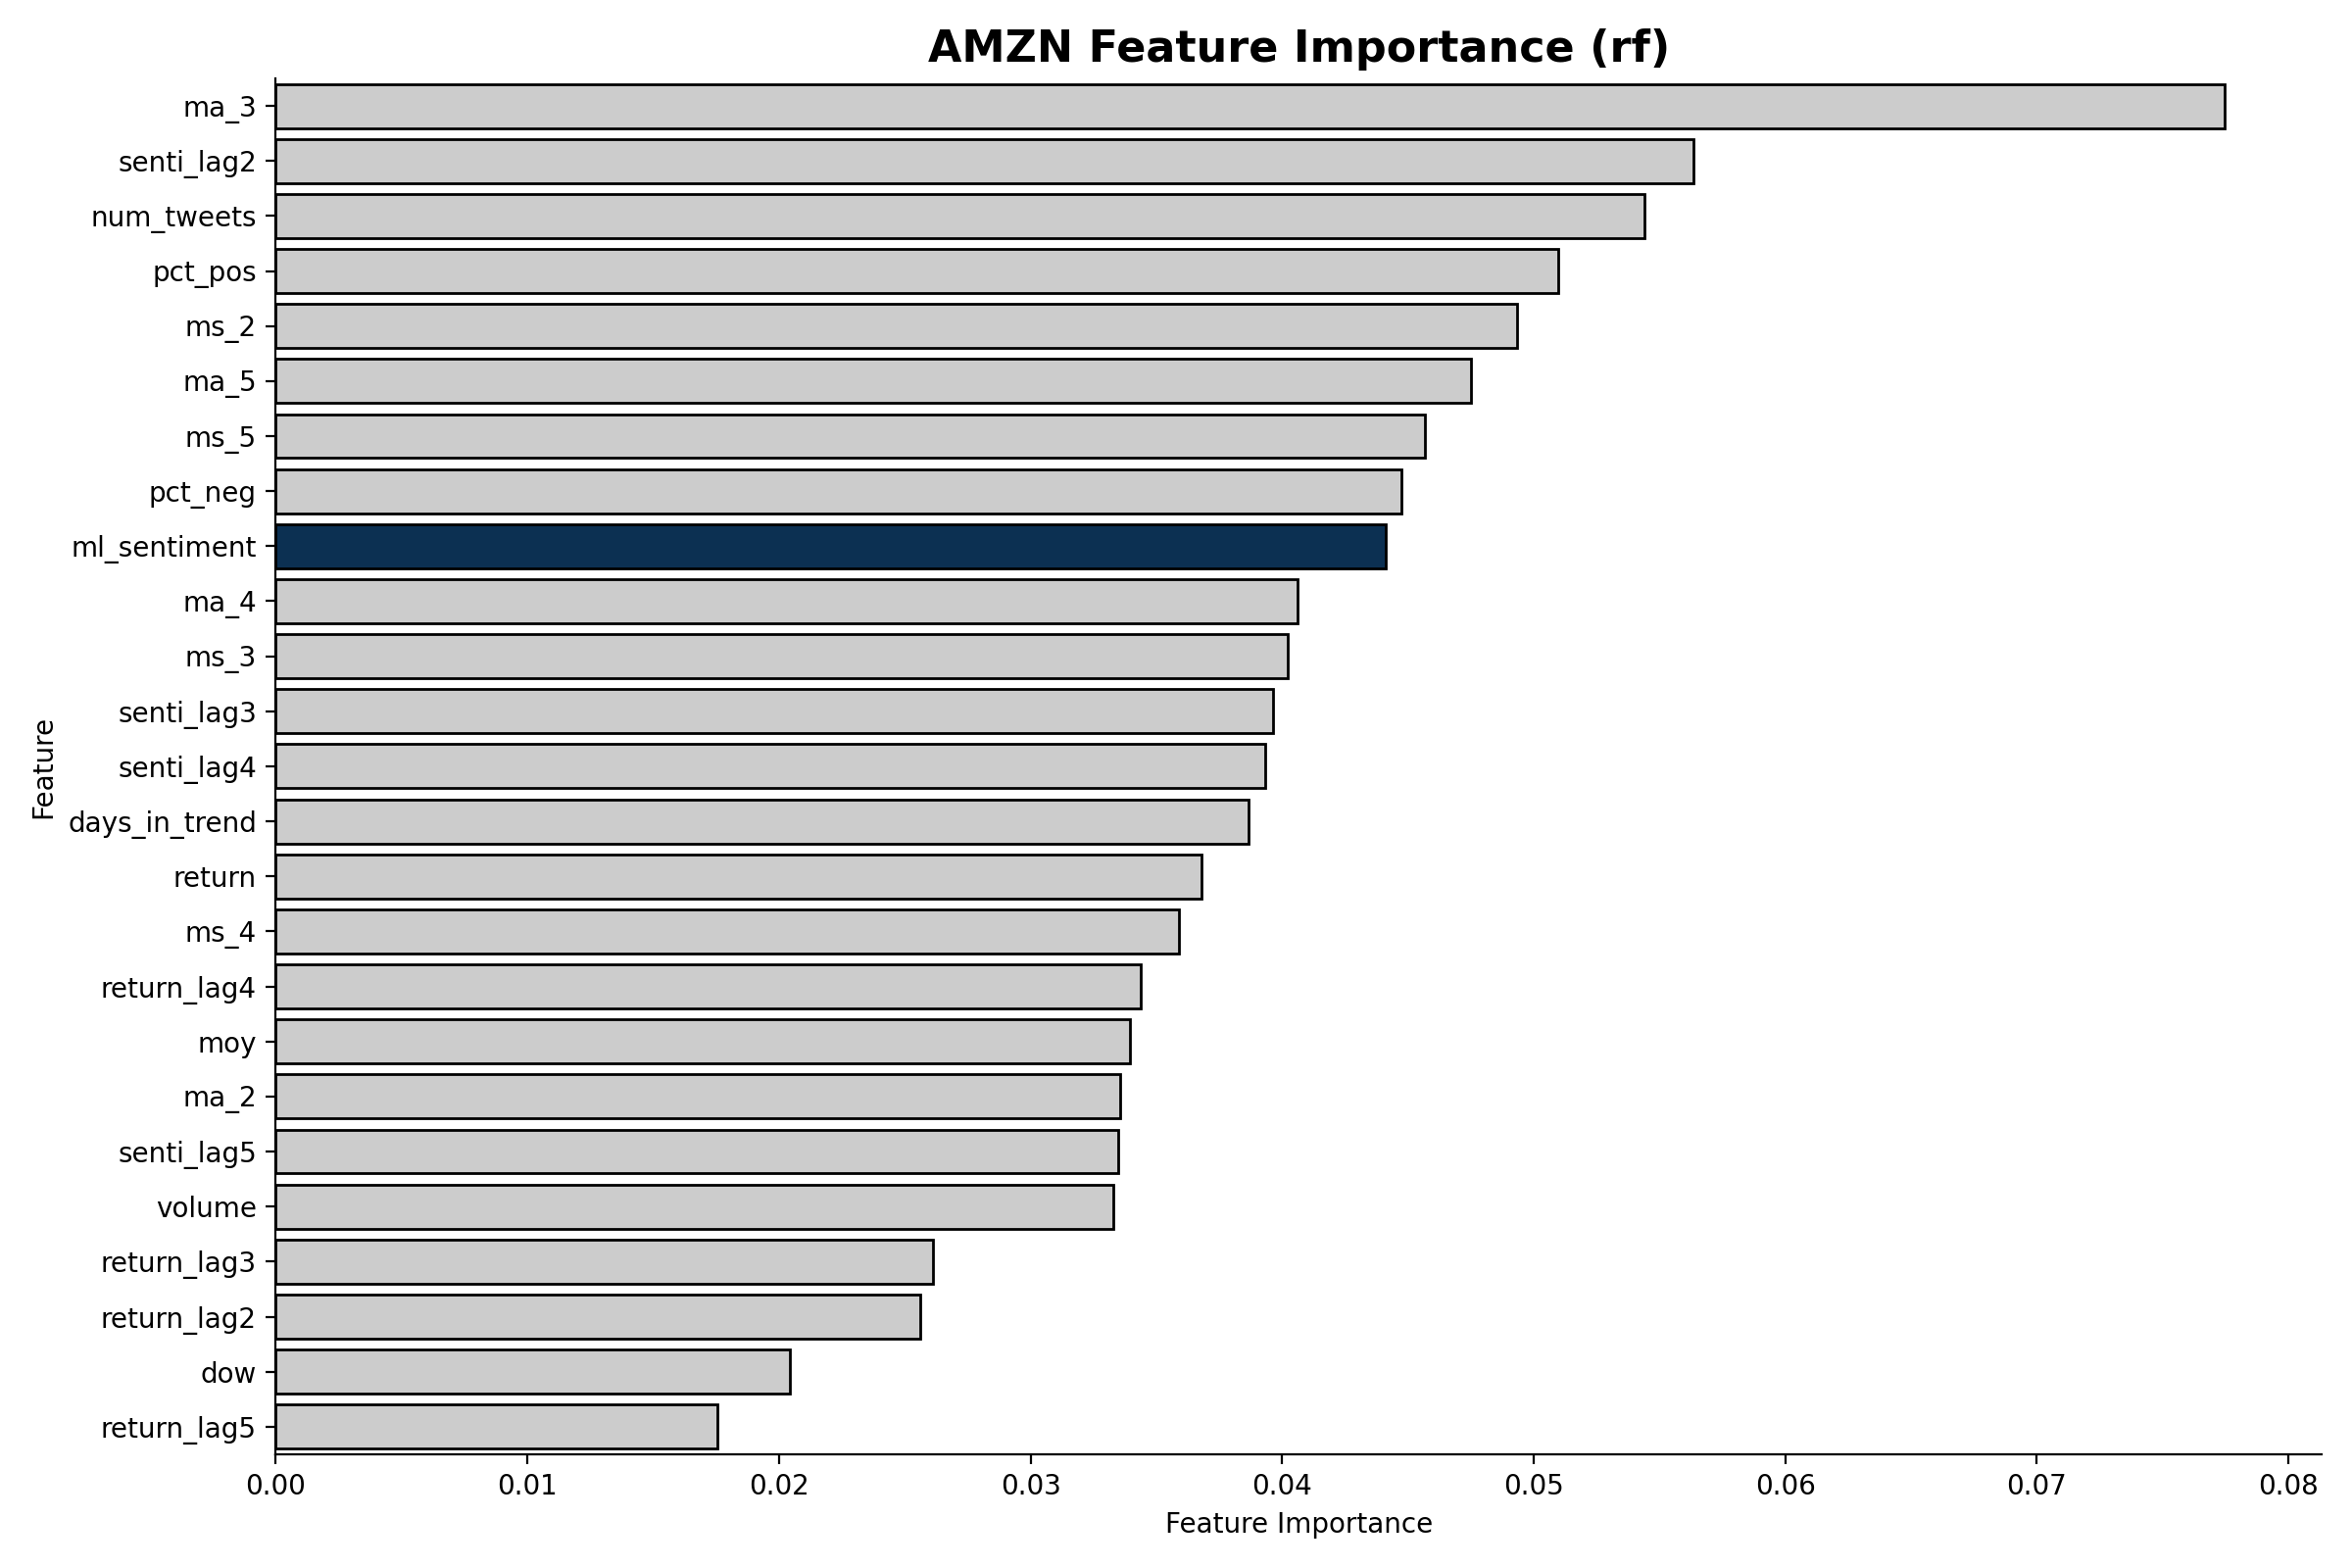 AMZN Feature Importance (rf)
ma_3
senti_lag2
num_tweets
pct_pos
ms_2
ma_5
ms_5
pct_neg
ml_sentiment
ma_4
ms_3
senti_lag3
senti_lag4
days_in_trend
return
ms_4
return_lag4
moy
ma_2
senti_lag5
volume
return_lag3
return_lag2
dow
return_lag5
Feature
0.00 0.01 0.02 0.03 0.04 0.05 0.06 0.07 0.08
Feature Importance